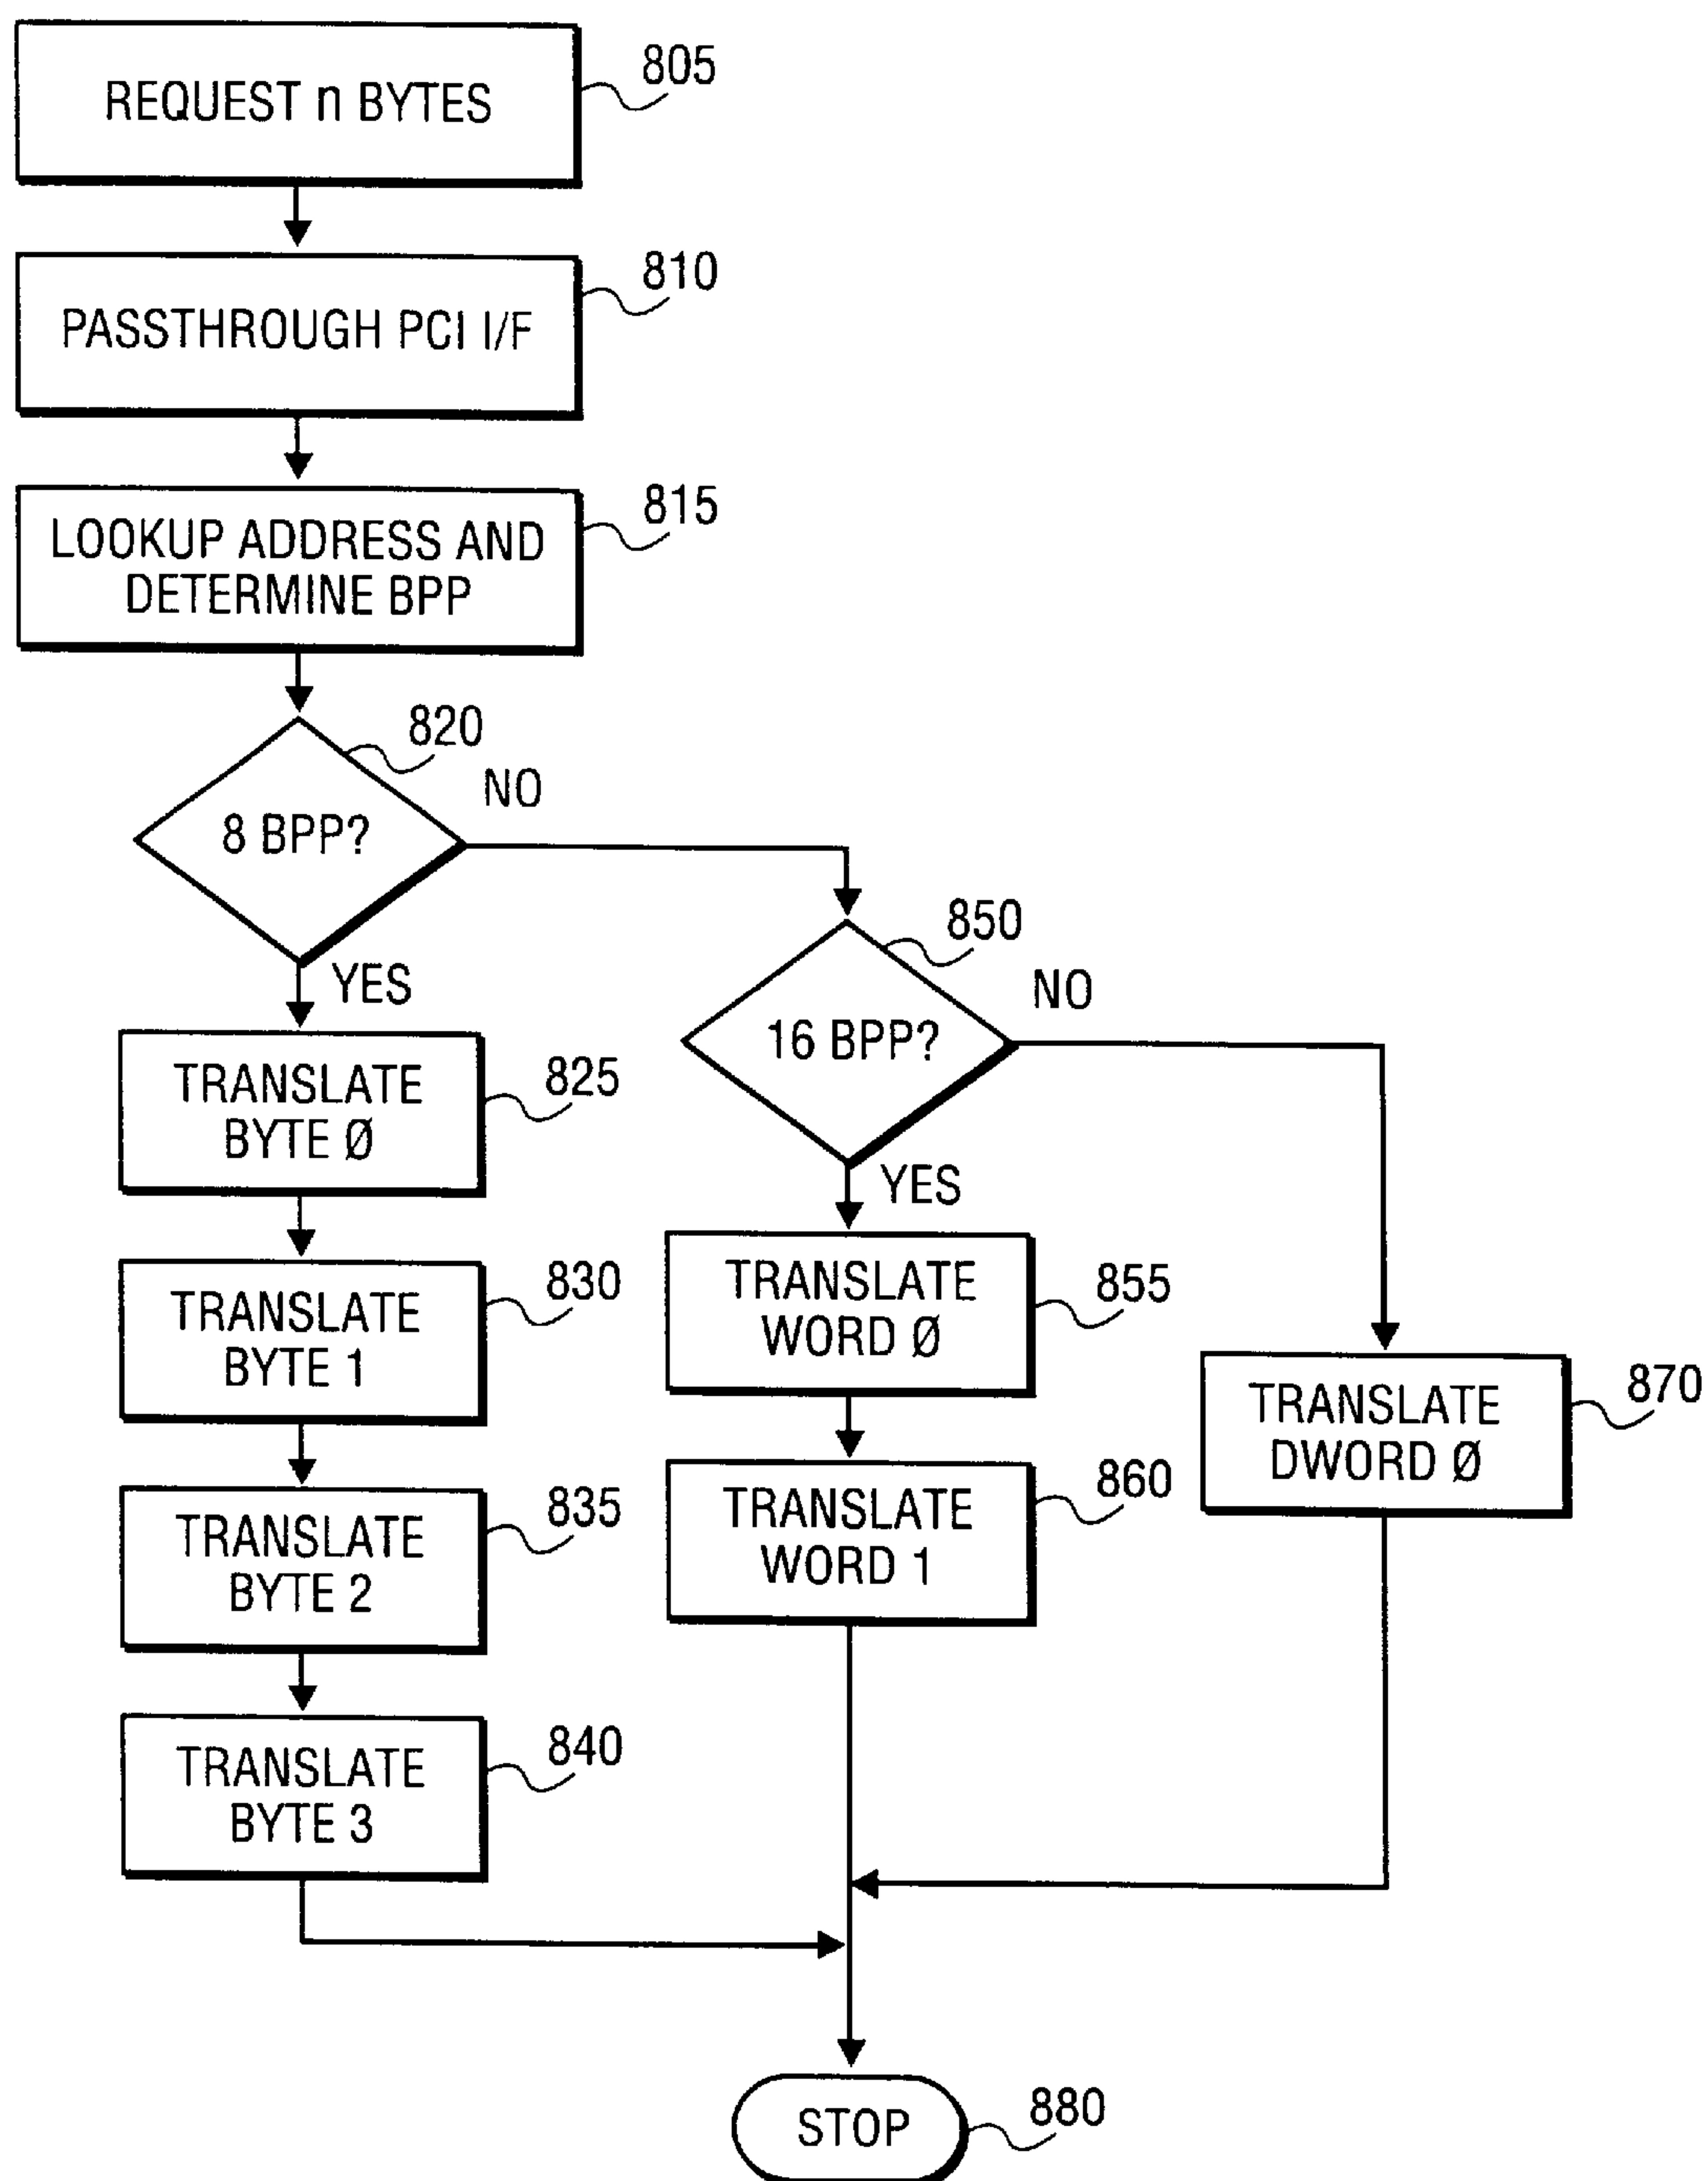 REQUEST n BYTES
805
PASSTHROUGH PCI I/F
810
LOOKUP ADDRESS AND
DETERMINE BPP
815
820
8 BPP?
NO
YES
850
16 BPP?
NO
YES
TRANSLATE
BYTE Ø
825
TRANSLATE
BYTE 1
830
TRANSLATE
BYTE 2
835
TRANSLATE
BYTE 3
840
TRANSLATE
WORD Ø
855
TRANSLATE
WORD 1
860
TRANSLATE
DWORD Ø
870
STOP
880